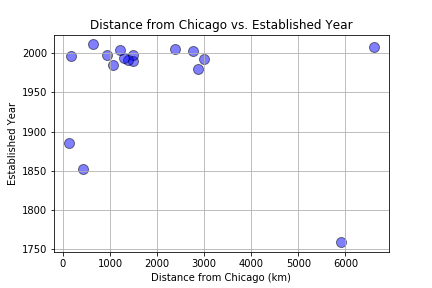 Distance from Chicago vs. Established Year
2000
1950
1900
1850
1800
1750
Established Year
0 1000 2000 3000 4000 5000 6000
Distance from Chicago (km)